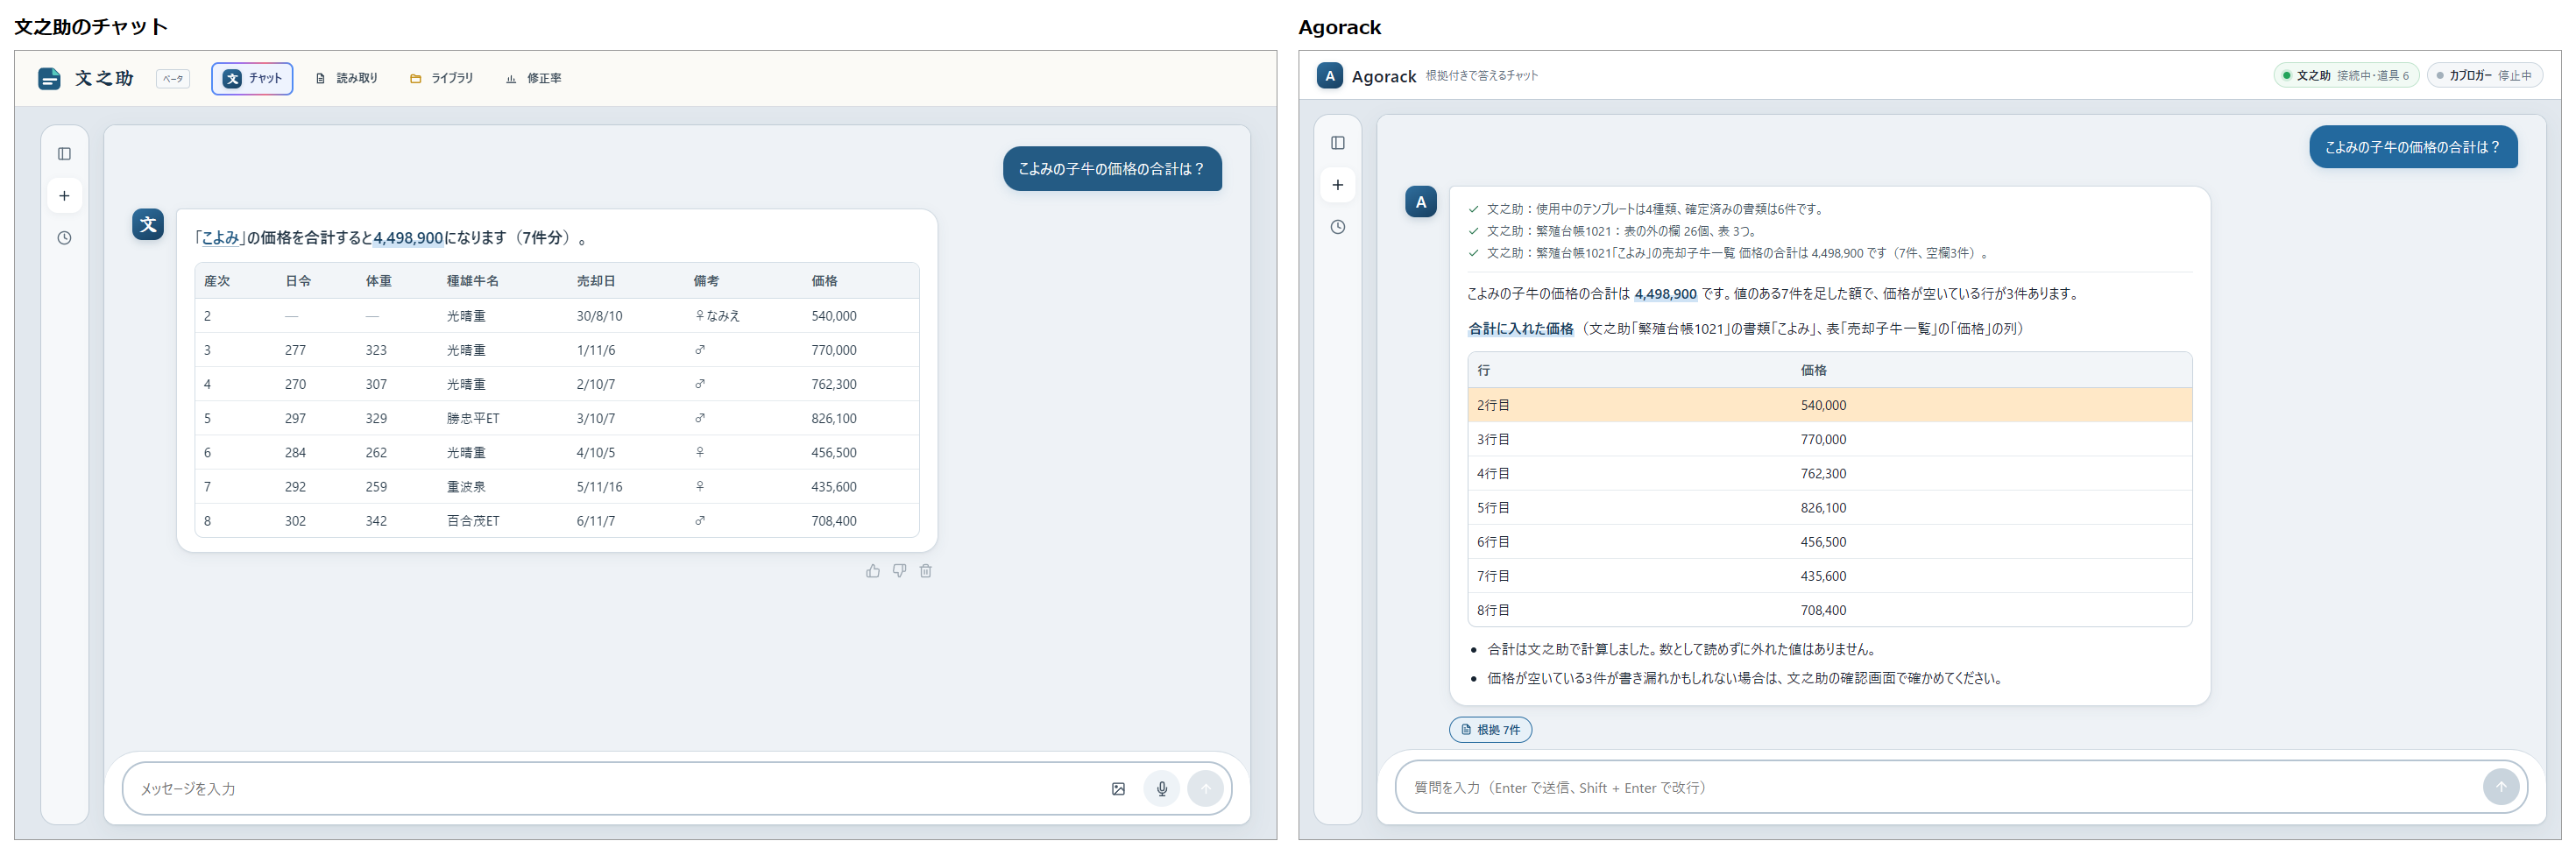 文之助のチャット
文之助 ベータ 文 チャット 読み取り ライブラリ 修正率
こよみの子牛の価格の合計は？
文
「こよみ」の価格を合計すると4,498,900になります（7件分）。
産次 日令 体重 種雄牛名 売却日 備考 価格
2 — — 光晴重 30/8/10 ♀なみえ 540,000
3 277 323 光晴重 1/11/6 ♂ 770,000
4 270 307 光晴重 2/10/7 ♂ 762,300
5 297 329 勝忠平ET 3/10/7 ♂ 826,100
6 284 262 光晴重 4/10/5 ♀ 456,500
7 292 259 重波泉 5/11/16 ♀ 435,600
8 302 342 百合茂ET 6/11/7 ♂ 708,400
メッセージを入力
Agorack
A Agorack 根拠付きで答えるチャット 文之助 接続中・道具 6 カブロガー 停止中
こよみの子牛の価格の合計は？
A
文之助：使用中のテンプレートは4種類、確定済みの書類は6件です。
文之助：繁殖台帳1021：表の外の欄 26個、表 3つ。
文之助：繁殖台帳1021「こよみ」の売却子牛一覧 価格の合計は 4,498,900 です（7件、空欄3件）。
こよみの子牛の価格の合計は 4,498,900 です。値のある7件を足した額で、価格が空いている行が3件あります。
合計に入れた価格（文之助「繁殖台帳1021」の書類「こよみ」、表「売却子牛一覧」の「価格」の列）
行 価格
2行目 540,000
3行目 770,000
4行目 762,300
5行目 826,100
6行目 456,500
7行目 435,600
8行目 708,400
• 合計は文之助で計算しました。数として読めずに外れた値はありません。
• 価格が空いている3件が書き漏れかもしれない場合は、文之助の確認画面で確かめてください。
根拠 7件
質問を入力（Enter で送信、Shift + Enter で改行）